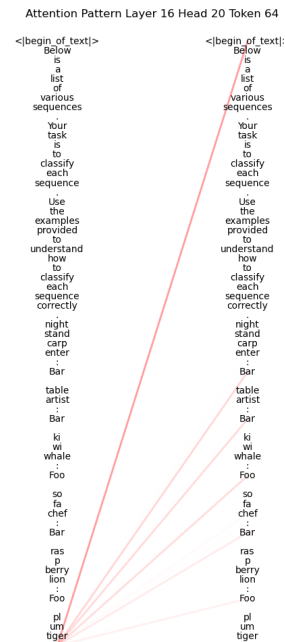 Attention Pattern Layer 16 Head 20 Token 64
<|begin_of_text|> <|begin_of_text|>
Below Below
is is
a a
list list
of of
various various
sequences sequences
. .
Your Your
task task
is is
to to
classify classify
each each
sequence sequence
. .
Use Use
the the
examples examples
provided provided
to to
understand understand
how how
to to
classify classify
each each
sequence sequence
correctly correctly
. .
night night
stand stand
carp carp
enter enter
: :
Bar Bar
table table
artist artist
: :
Bar Bar
ki ki
wi wi
whale whale
: :
Foo Foo
so so
fa fa
chef chef
: :
Bar Bar
ras ras
p p
berry berry
lion lion
: :
Foo Foo
pl pl
um um
tiger tiger